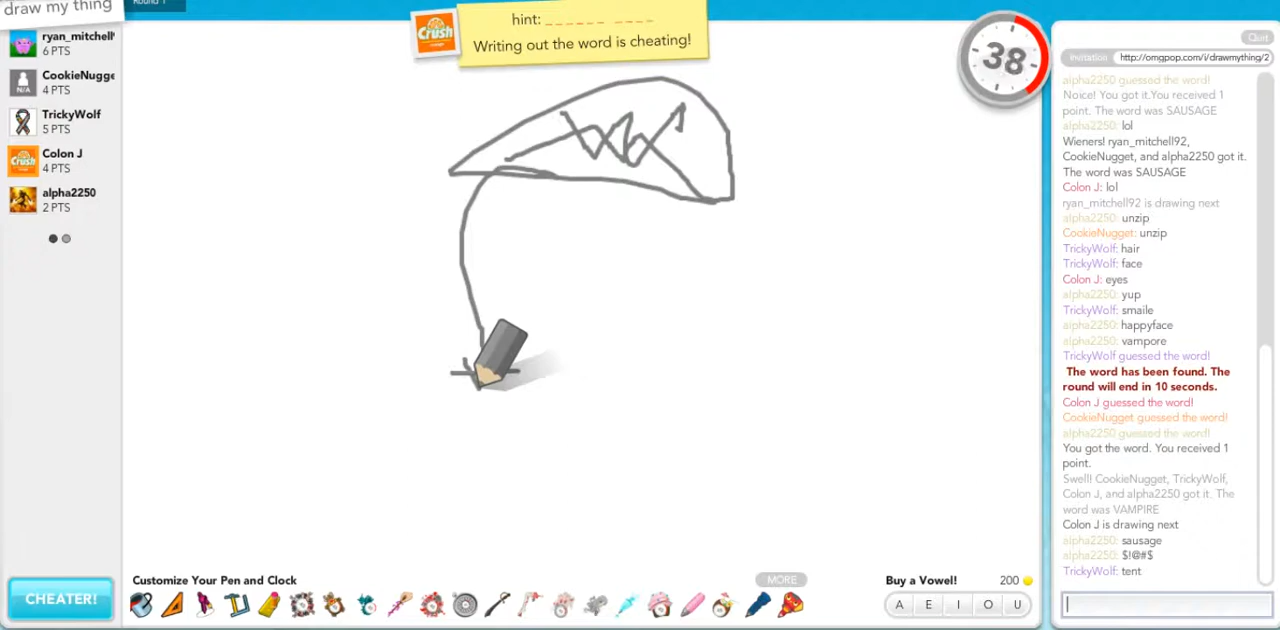 draw my thing
Round 1
ryan_mitchell
6 PTS
CookieNugge
N/A
4 PTS
TrickyWolf
5 PTS
Crush
Colon J
4 PTS
alpha2250
2 PTS
CHEATER!
Crush
hint: _ _ _ _ _ _ _ _ _ _
Writing out the word is cheating!
38
Customize Your Pen and Clock
MORE
Buy a Vowel!
200
A E I O U
Quit
Invitation http://omgpop.com/i/drawmything/2
alpha2250 guessed the word!
Noice! You got it.You received 1
point. The word was SAUSAGE
alpha2250: lol
Wieners! ryan_mitchell92,
CookieNugget, and alpha2250 got it.
The word was SAUSAGE
Colon J: lol
ryan_mitchell92 is drawing next
alpha2250: unzip
CookieNugget: unzip
TrickyWolf: hair
TrickyWolf: face
Colon J: eyes
alpha2250: yup
TrickyWolf: smaile
alpha2250: happyface
alpha2250: vampore
TrickyWolf guessed the word!
The word has been found. The
round will end in 10 seconds.
Colon J guessed the word!
CookieNugget guessed the word!
alpha2250 guessed the word!
You got the word. You received 1
point.
Swell! CookieNugget, TrickyWolf,
Colon J, and alpha2250 got it. The
word was VAMPIRE
Colon J is drawing next
alpha2250: sausage
alpha2250: $!@#$
TrickyWolf: tent